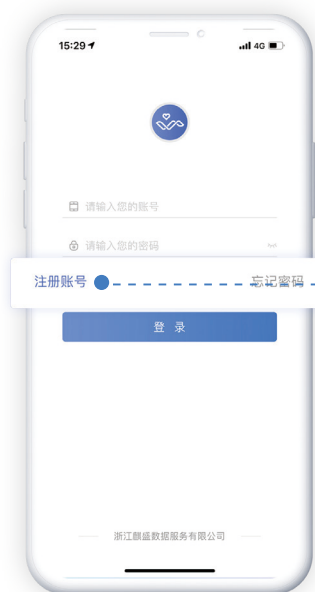 15:29
4G
请输入您的账号
请输入您的密码
注册账号 忘记密码
登 录
浙江麒盛数据服务有限公司